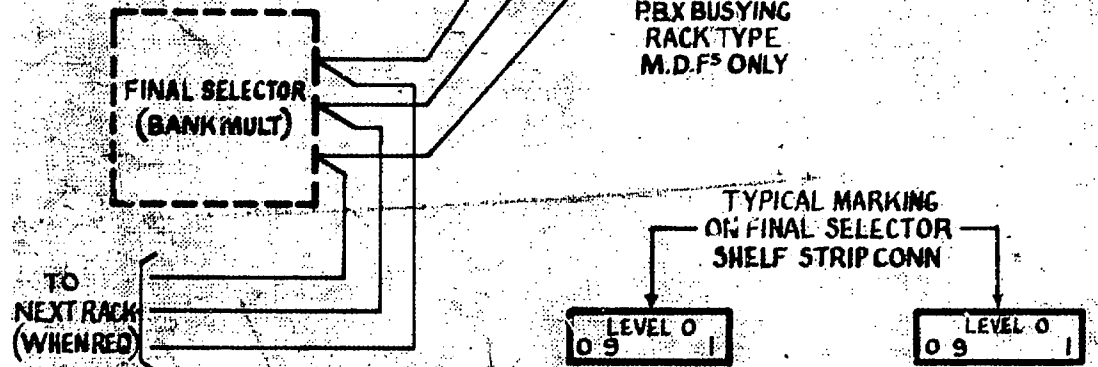 P.B.X BUSYING
RACK TYPE
M.D.Fs ONLY
FINAL SELECTOR
(BANK MULT)
TYPICAL MARKING
ON FINAL SELECTOR
SHELF STRIP CONN
TO
NEXT RACK
(WHEN REQ)
LEVEL 0
0 9 1
LEVEL 0
0 9 1